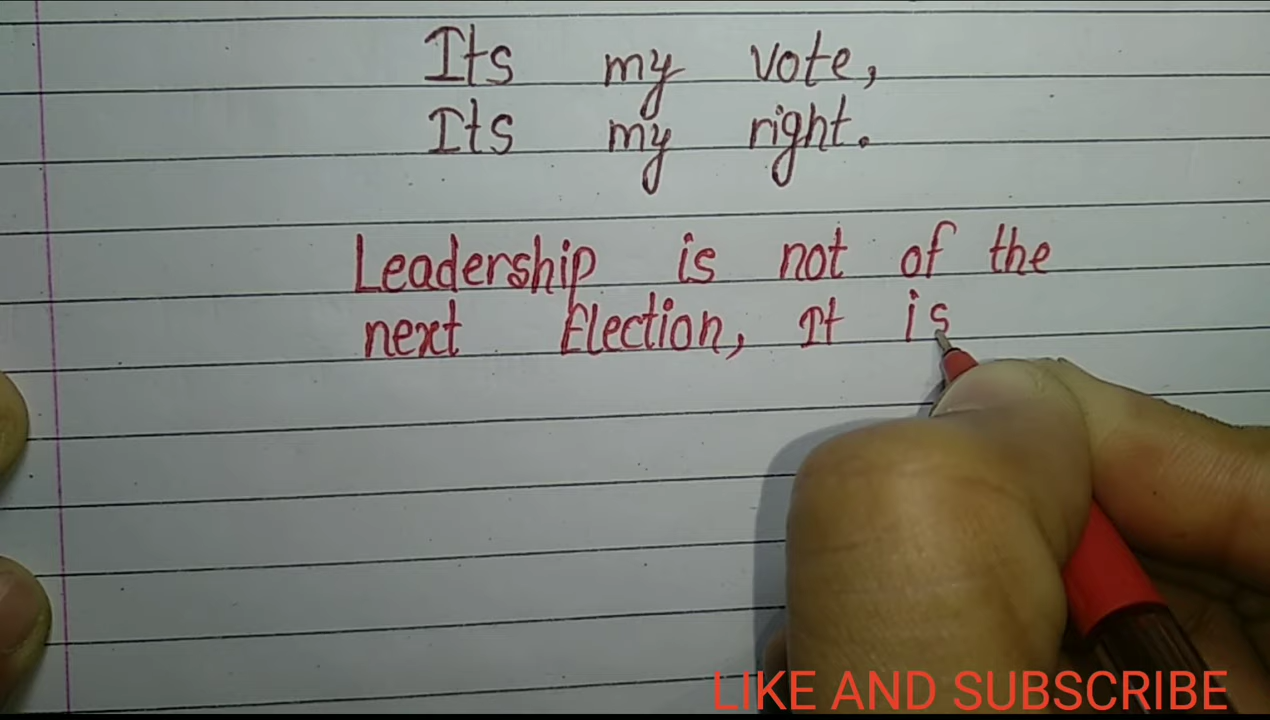 Its my vote,
Its my right.
Leadership is not of the
next Election, It is
LIKE AND SUBSCRIBE